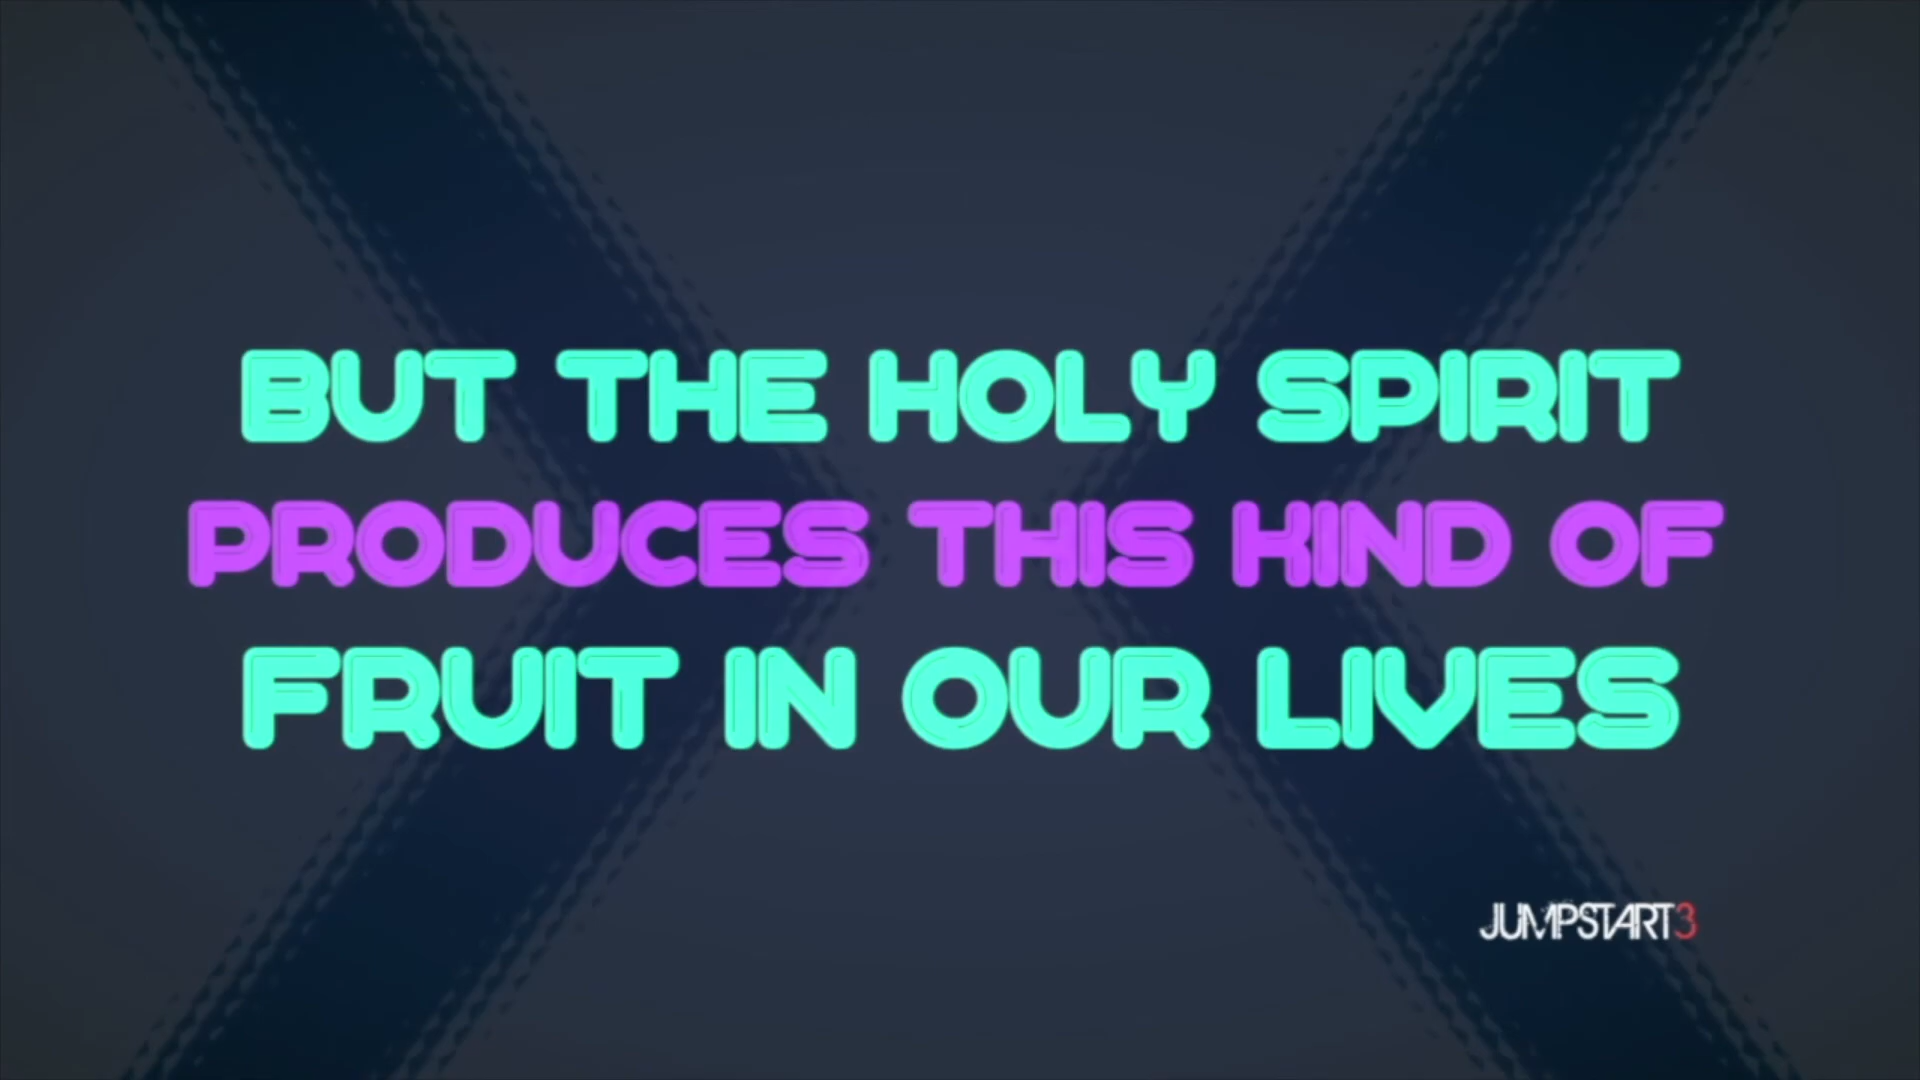 BUT THE HOLY SPIRIT
PRODUCES THIS KIND OF
FRUIT IN OUR LIVES
JUMPSTART3